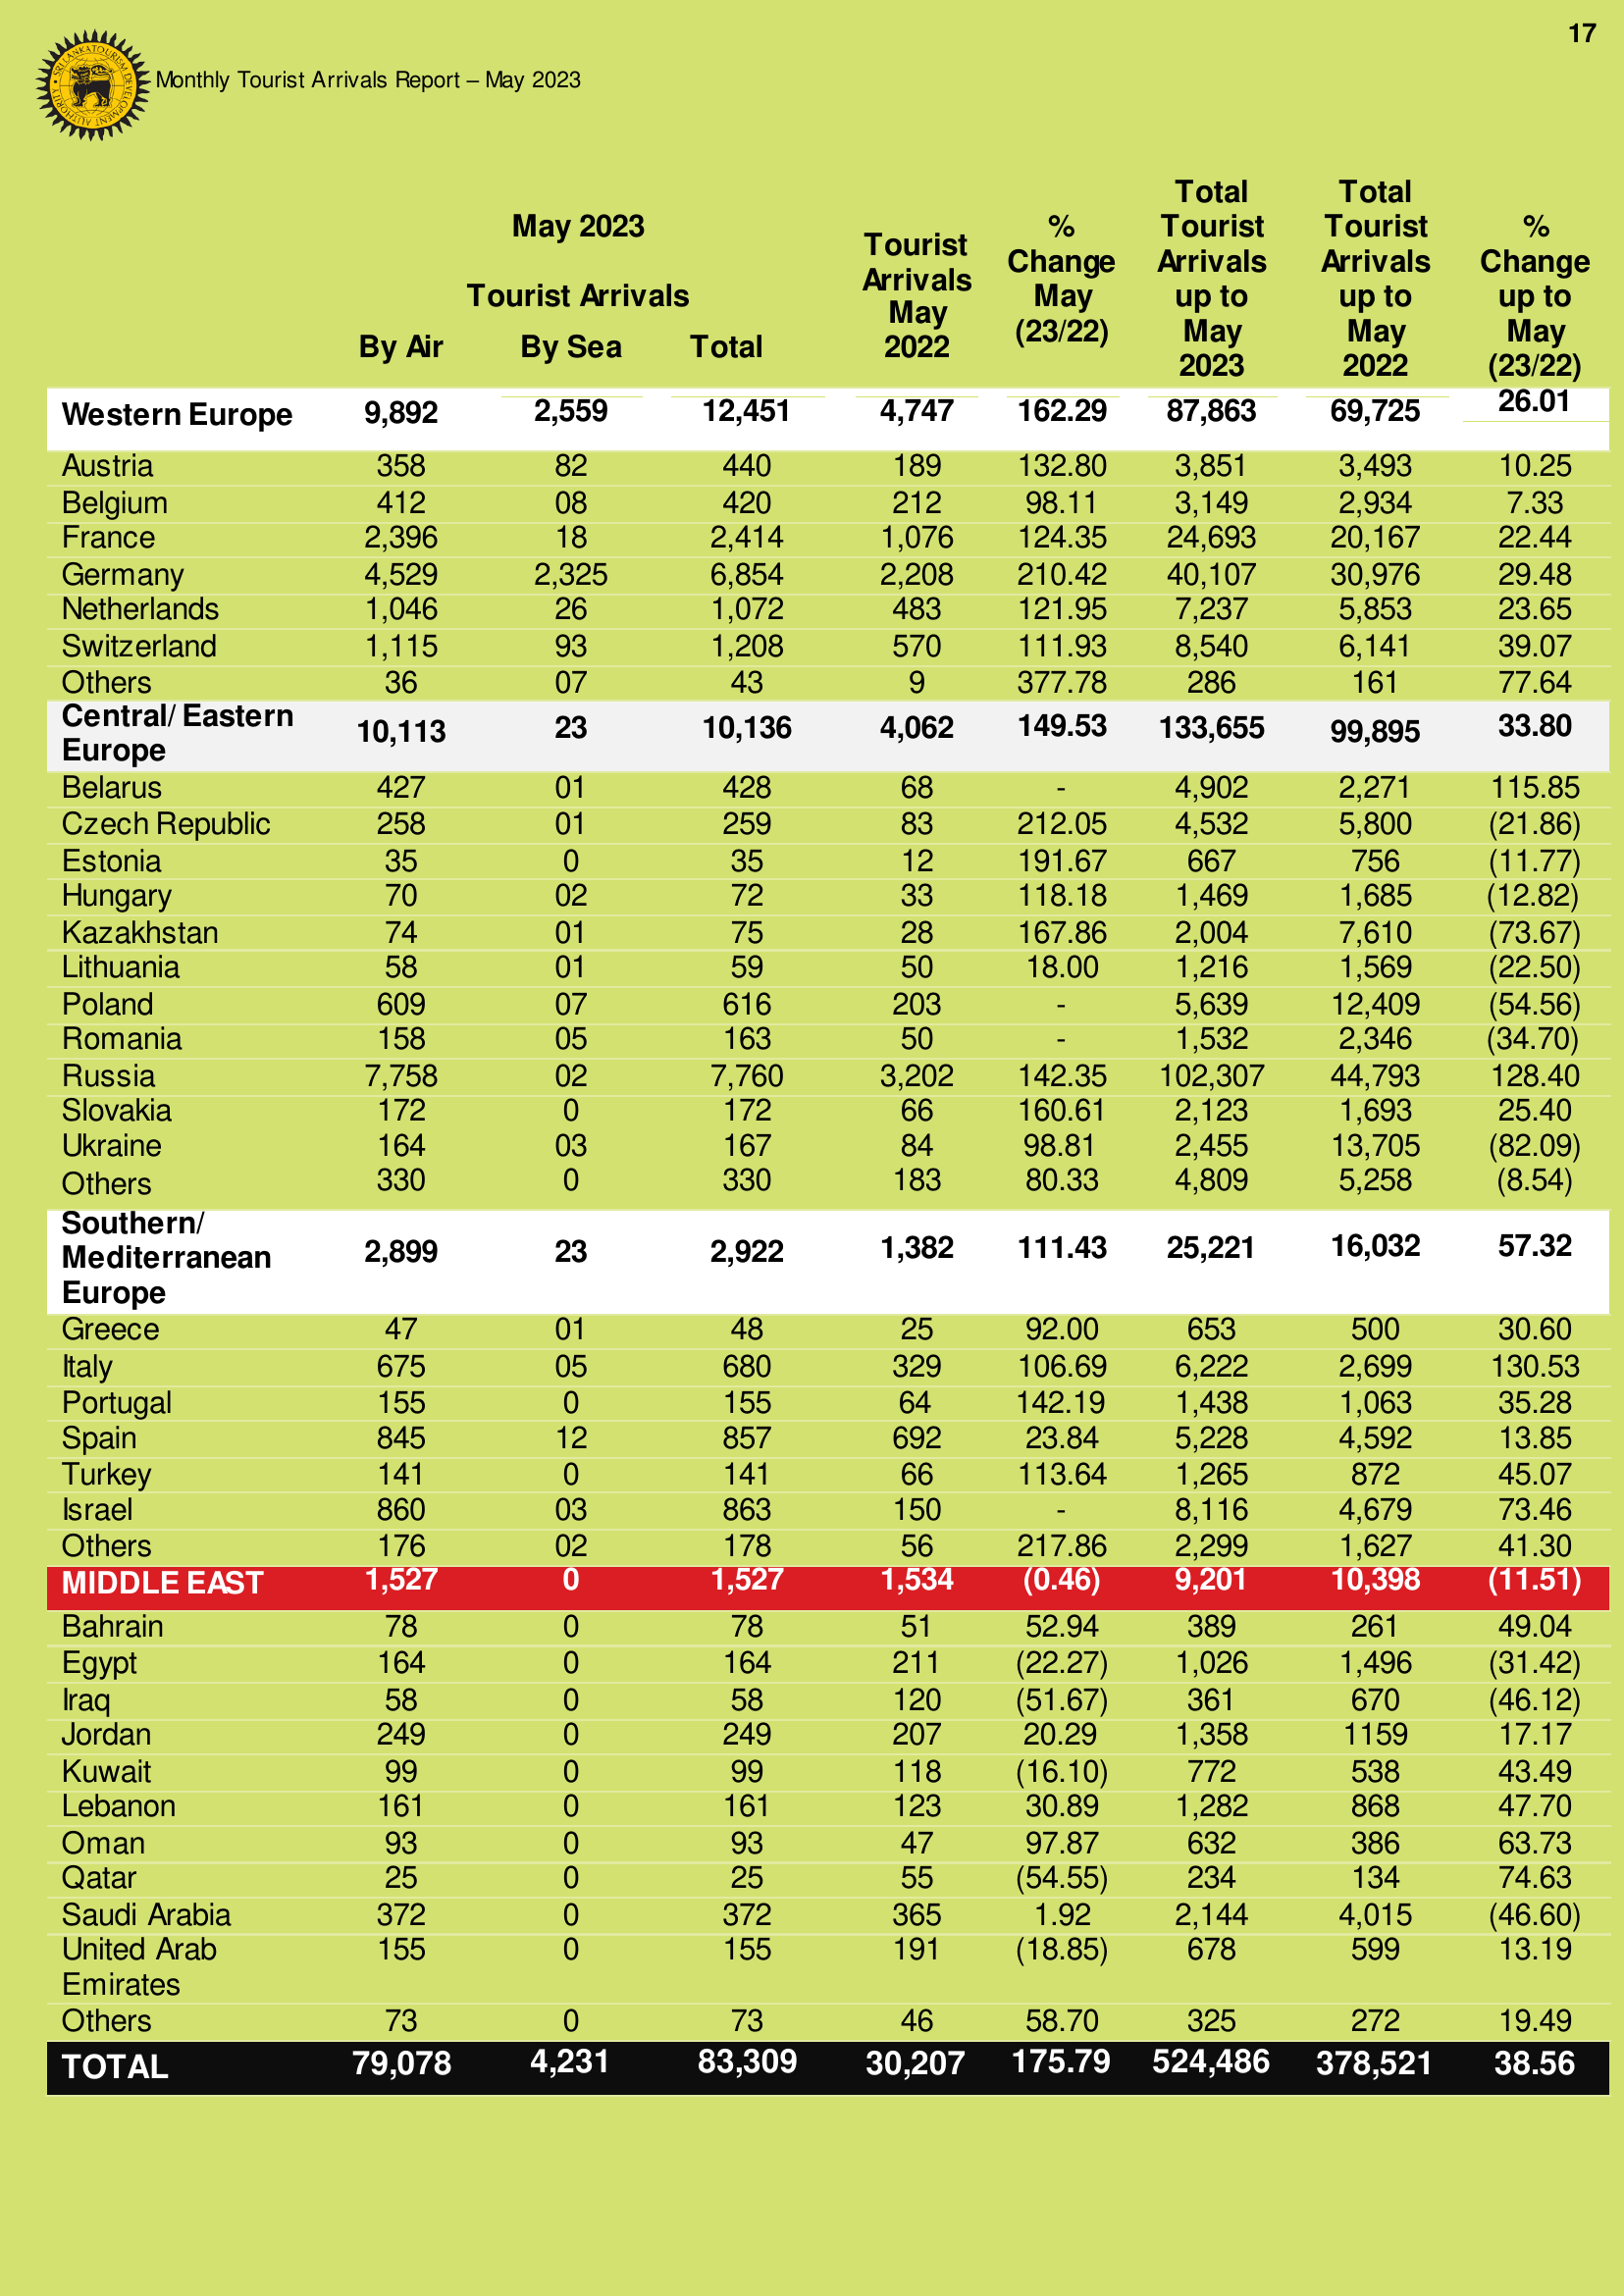 17
SRI LANKA TOURISM DEVELOPMENT AUTHORITY
Monthly Tourist Arrivals Report – May 2023
May 2023
Tourist Arrivals
By Air By Sea Total
Tourist Arrivals May 2022
% Change May (23/22)
Total Tourist Arrivals up to May 2023
Total Tourist Arrivals up to May 2022
% Change up to May (23/22)
Western Europe 9,892 2,559 12,451 4,747 162.29 87,863 69,725 26.01
Austria 358 82 440 189 132.80 3,851 3,493 10.25
Belgium 412 08 420 212 98.11 3,149 2,934 7.33
France 2,396 18 2,414 1,076 124.35 24,693 20,167 22.44
Germany 4,529 2,325 6,854 2,208 210.42 40,107 30,976 29.48
Netherlands 1,046 26 1,072 483 121.95 7,237 5,853 23.65
Switzerland 1,115 93 1,208 570 111.93 8,540 6,141 39.07
Others 36 07 43 9 377.78 286 161 77.64
Central/ Eastern Europe 10,113 23 10,136 4,062 149.53 133,655 99,895 33.80
Belarus 427 01 428 68 - 4,902 2,271 115.85
Czech Republic 258 01 259 83 212.05 4,532 5,800 (21.86)
Estonia 35 0 35 12 191.67 667 756 (11.77)
Hungary 70 02 72 33 118.18 1,469 1,685 (12.82)
Kazakhstan 74 01 75 28 167.86 2,004 7,610 (73.67)
Lithuania 58 01 59 50 18.00 1,216 1,569 (22.50)
Poland 609 07 616 203 - 5,639 12,409 (54.56)
Romania 158 05 163 50 - 1,532 2,346 (34.70)
Russia 7,758 02 7,760 3,202 142.35 102,307 44,793 128.40
Slovakia 172 0 172 66 160.61 2,123 1,693 25.40
Ukraine 164 03 167 84 98.81 2,455 13,705 (82.09)
Others 330 0 330 183 80.33 4,809 5,258 (8.54)
Southern/ Mediterranean Europe 2,899 23 2,922 1,382 111.43 25,221 16,032 57.32
Greece 47 01 48 25 92.00 653 500 30.60
Italy 675 05 680 329 106.69 6,222 2,699 130.53
Portugal 155 0 155 64 142.19 1,438 1,063 35.28
Spain 845 12 857 692 23.84 5,228 4,592 13.85
Turkey 141 0 141 66 113.64 1,265 872 45.07
Israel 860 03 863 150 - 8,116 4,679 73.46
Others 176 02 178 56 217.86 2,299 1,627 41.30
MIDDLE EAST 1,527 0 1,527 1,534 (0.46) 9,201 10,398 (11.51)
Bahrain 78 0 78 51 52.94 389 261 49.04
Egypt 164 0 164 211 (22.27) 1,026 1,496 (31.42)
Iraq 58 0 58 120 (51.67) 361 670 (46.12)
Jordan 249 0 249 207 20.29 1,358 1159 17.17
Kuwait 99 0 99 118 (16.10) 772 538 43.49
Lebanon 161 0 161 123 30.89 1,282 868 47.70
Oman 93 0 93 47 97.87 632 386 63.73
Qatar 25 0 25 55 (54.55) 234 134 74.63
Saudi Arabia 372 0 372 365 1.92 2,144 4,015 (46.60)
United Arab Emirates 155 0 155 191 (18.85) 678 599 13.19
Others 73 0 73 46 58.70 325 272 19.49
TOTAL 79,078 4,231 83,309 30,207 175.79 524,486 378,521 38.56